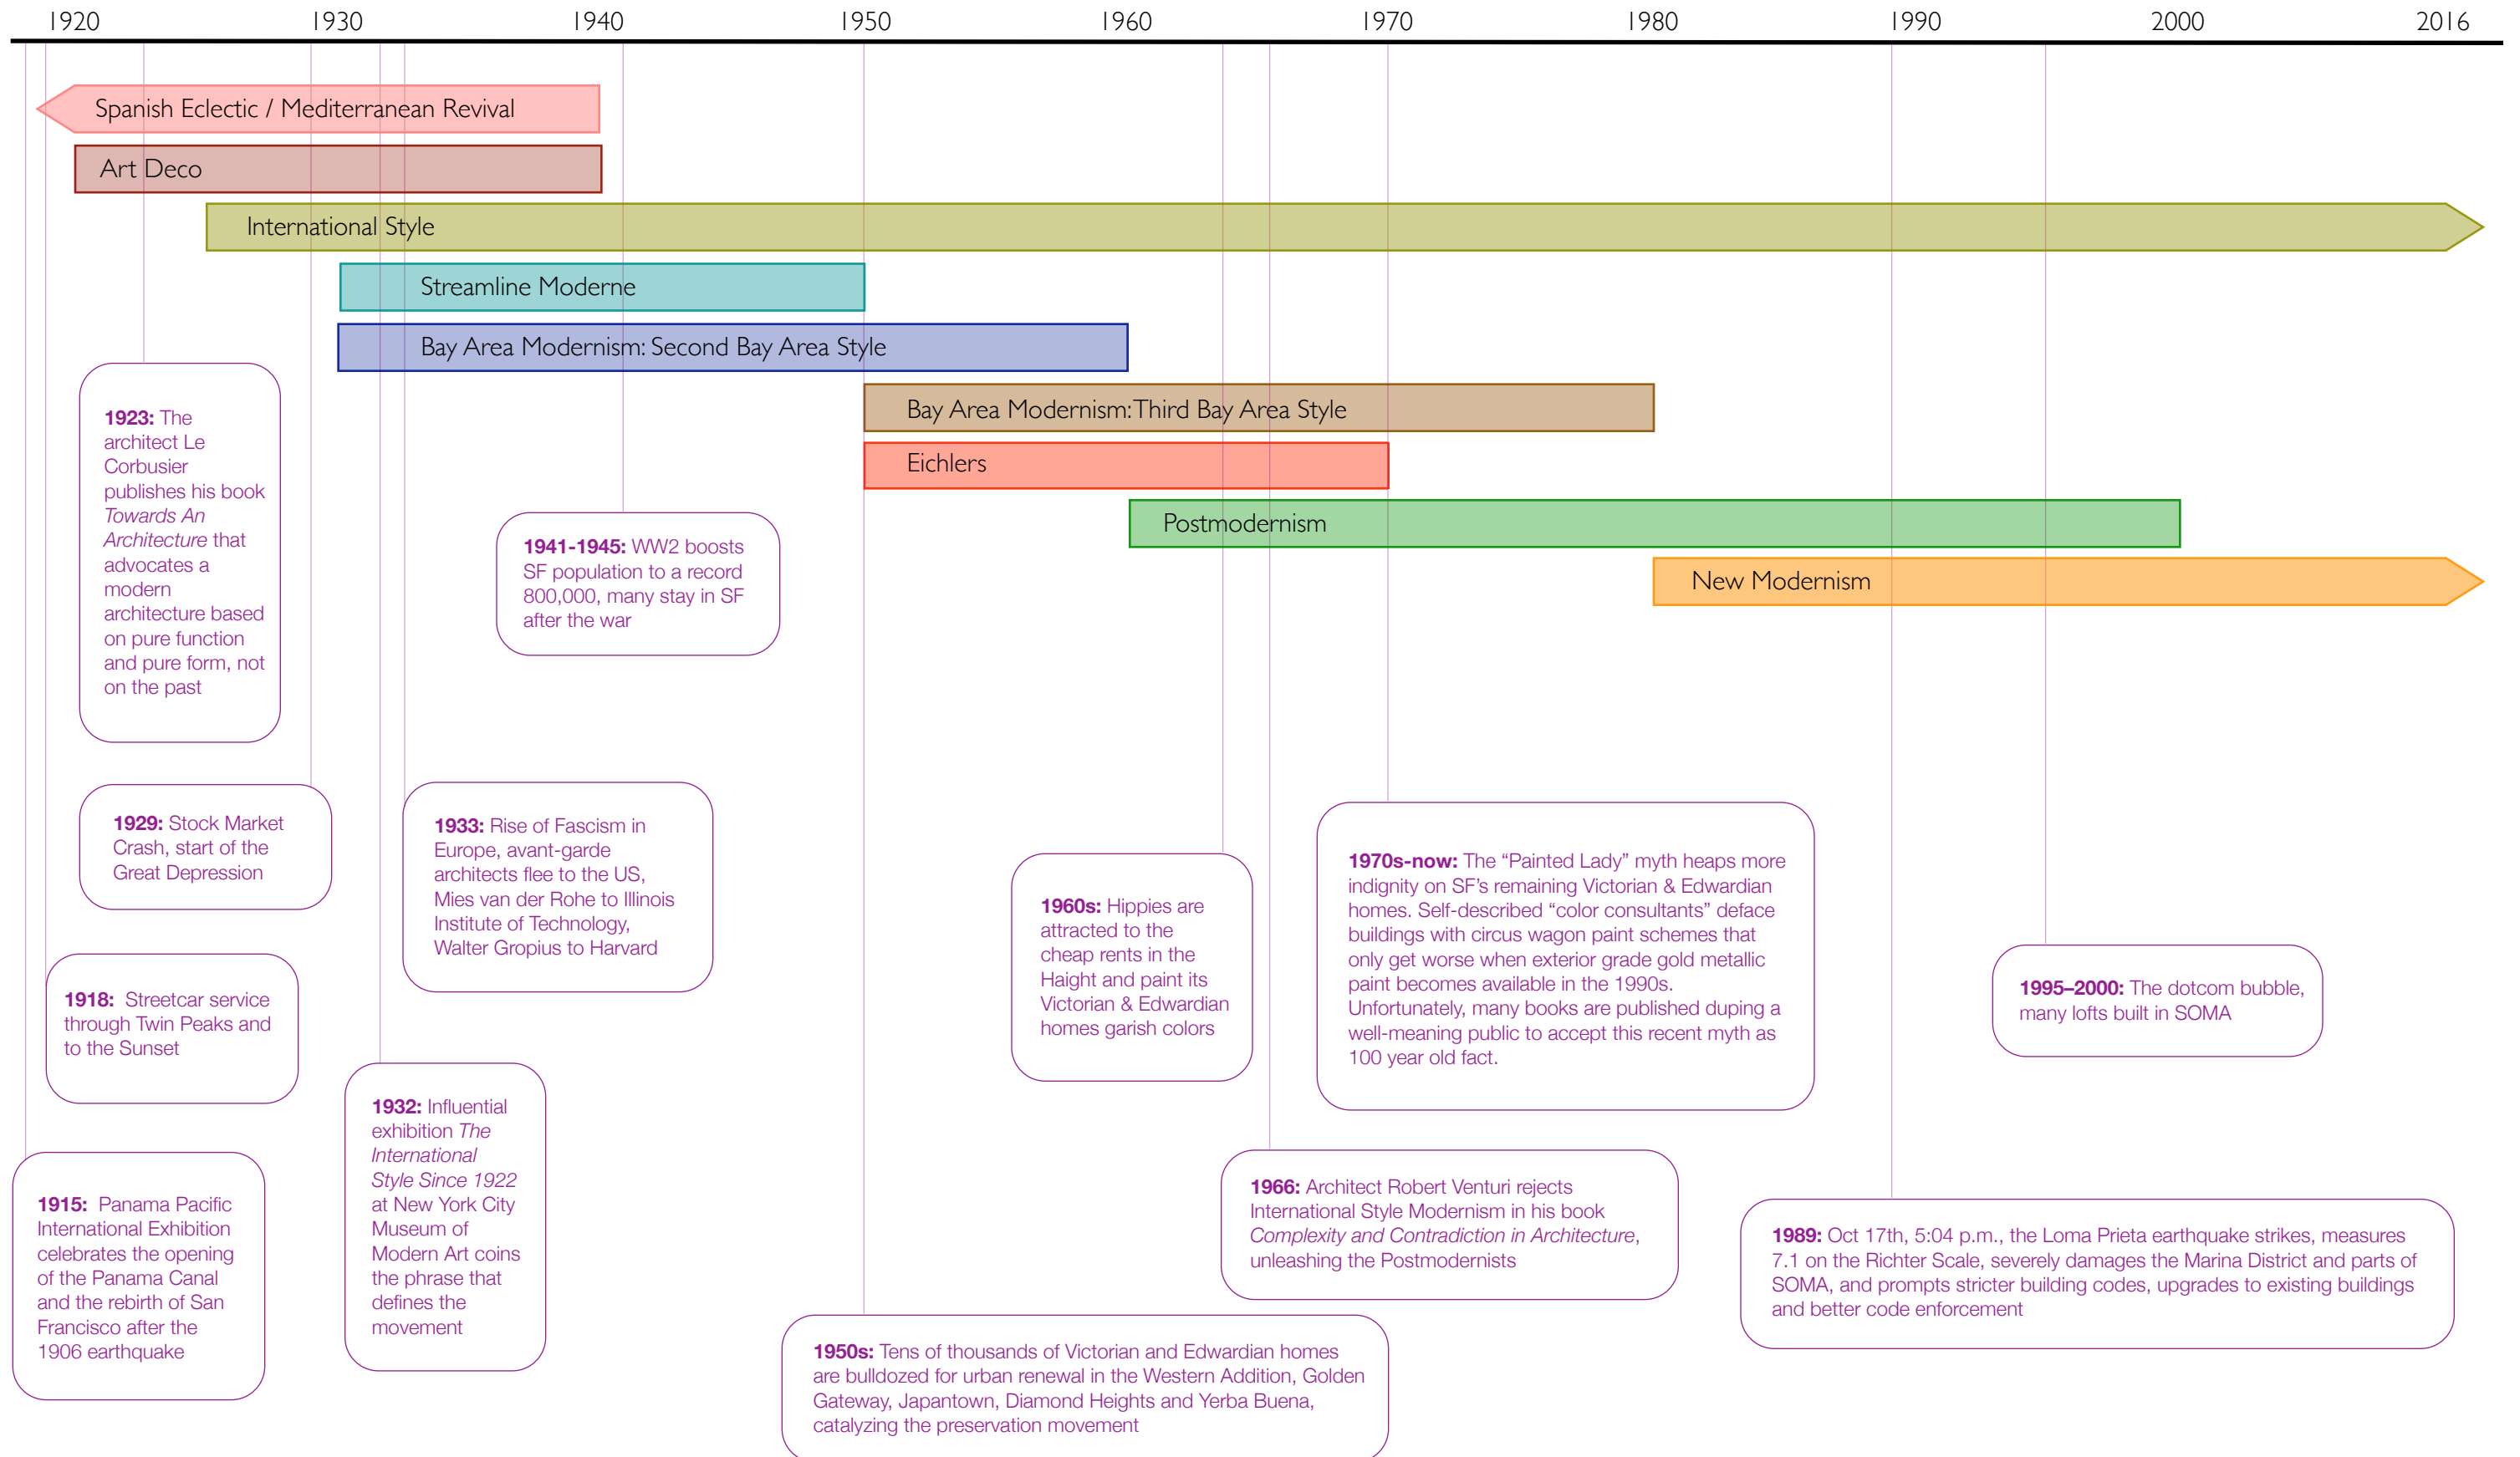 1920 1930 1940 1950 1960 1970 1980 1990 2000 2016
Spanish Eclectic / Mediterranean Revival
Art Deco
International Style
Streamline Moderne
Bay Area Modernism: Second Bay Area Style
Bay Area Modernism: Third Bay Area Style
Eichlers
Postmodernism
New Modernism
1923: The
architect Le
Corbusier
publishes his book
Towards An
Architecture that
advocates a
modern
architecture based
on pure function
and pure form, not
on the past
1941-1945: WW2 boosts
SF population to a record
800,000, many stay in SF
after the war
1929: Stock Market
Crash, start of the
Great Depression
1933: Rise of Fascism in
Europe, avant-garde
architects flee to the US,
Mies van der Rohe to Illinois
Institute of Technology,
Walter Gropius to Harvard
1960s: Hippies are
attracted to the
cheap rents in the
Haight and paint its
Victorian & Edwardian
homes garish colors
1970s-now: The “Painted Lady” myth heaps more
indignity on SF’s remaining Victorian & Edwardian
homes. Self-described “color consultants” deface
buildings with circus wagon paint schemes that
only get worse when exterior grade gold metallic
paint becomes available in the 1990s.
Unfortunately, many books are published duping a
well-meaning public to accept this recent myth as
100 year old fact.
1995–2000: The dotcom bubble,
many lofts built in SOMA
1918: Streetcar service
through Twin Peaks and
to the Sunset
1932: Influential
exhibition The
International
Style Since 1922
at New York City
Museum of
Modern Art coins
the phrase that
defines the
movement
1915: Panama Pacific
International Exhibition
celebrates the opening
of the Panama Canal
and the rebirth of San
Francisco after the
1906 earthquake
1966: Architect Robert Venturi rejects
International Style Modernism in his book
Complexity and Contradiction in Architecture,
unleashing the Postmodernists
1989: Oct 17th, 5:04 p.m., the Loma Prieta earthquake strikes, measures
7.1 on the Richter Scale, severely damages the Marina District and parts of
SOMA, and prompts stricter building codes, upgrades to existing buildings
and better code enforcement
1950s: Tens of thousands of Victorian and Edwardian homes
are bulldozed for urban renewal in the Western Addition, Golden
Gateway, Japantown, Diamond Heights and Yerba Buena,
catalyzing the preservation movement